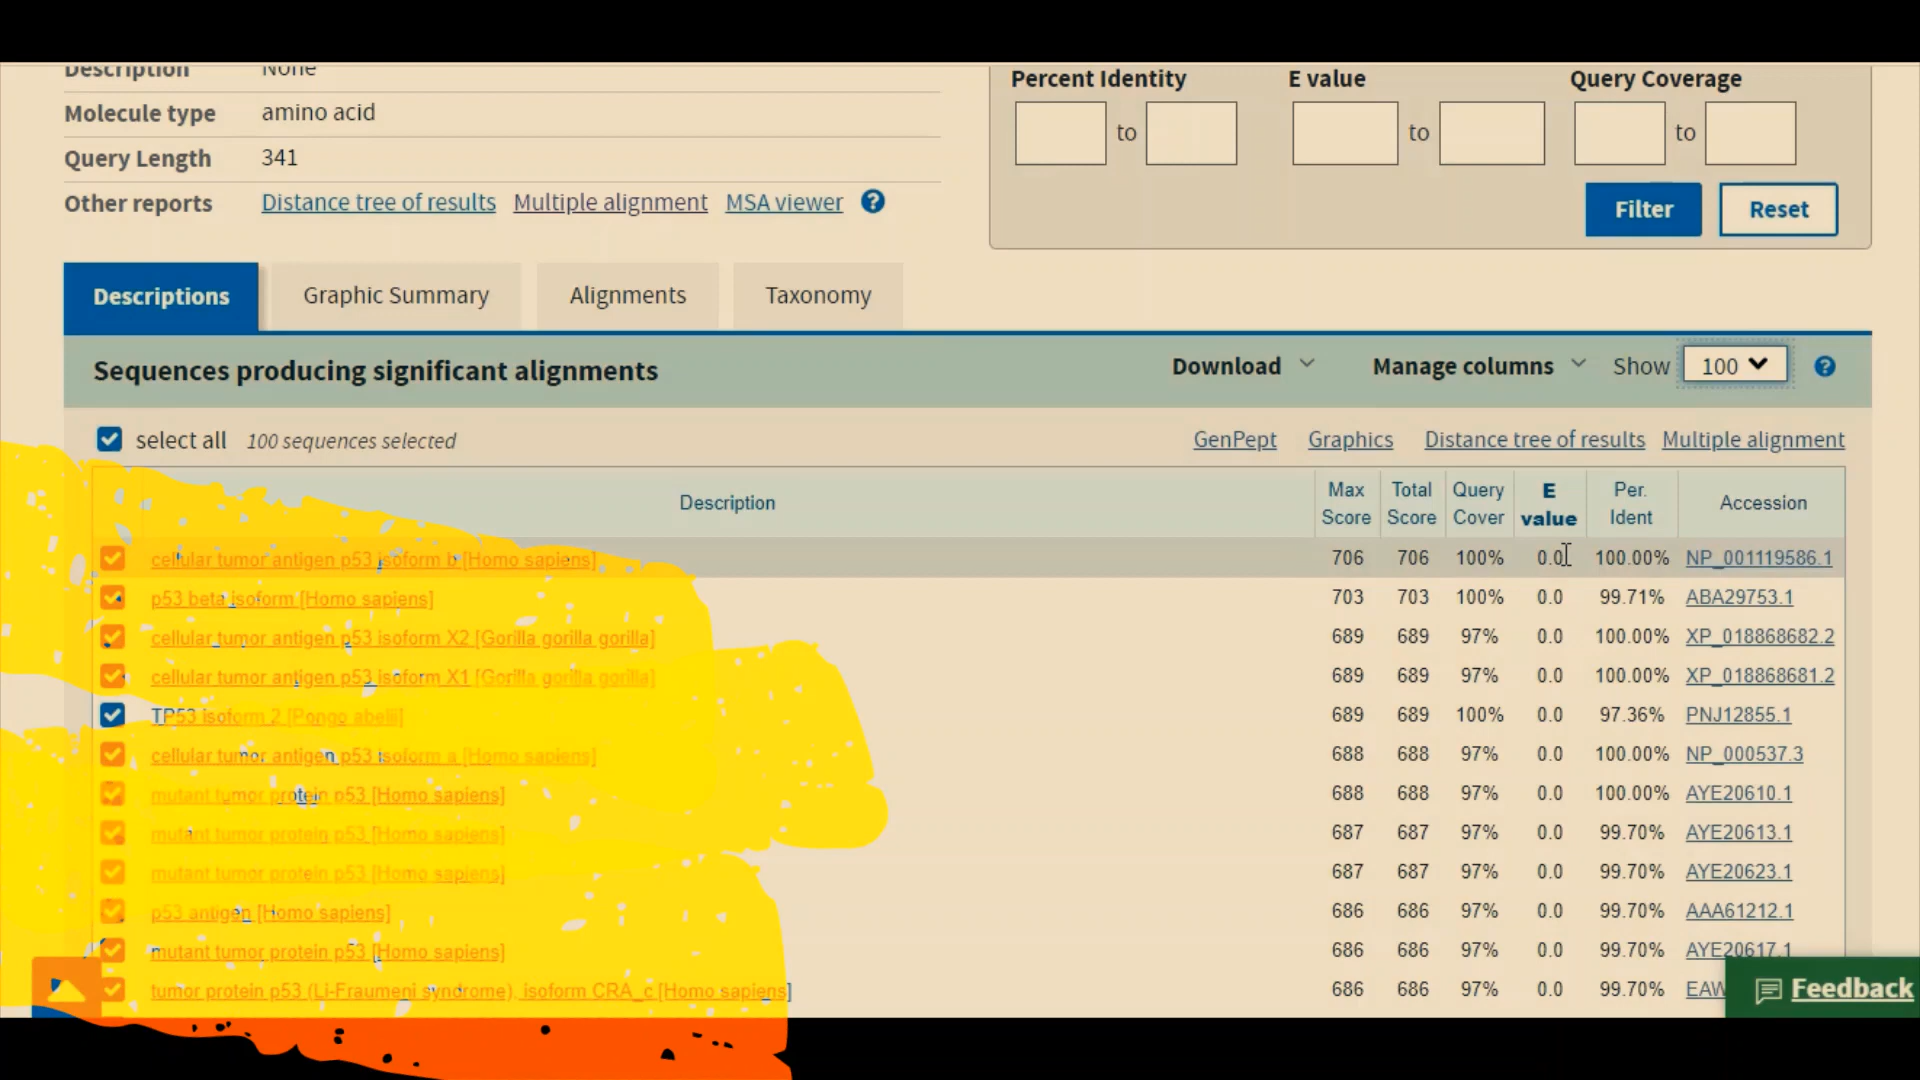 Description None
Molecule type amino acid
Query Length 341
Other reports Distance tree of results Multiple alignment MSA viewer ?
Percent Identity E value Query Coverage
to to to
Filter Reset
Descriptions Graphic Summary Alignments Taxonomy
Sequences producing significant alignments Download Manage columns Show 100 ?
select all 100 sequences selected GenPept Graphics Distance tree of results Multiple alignment
Description Max Score Total Score Query Cover E value Per. Ident Accession
cellular tumor antigen p53 isoform b [Homo sapiens] 706 706 100% 0.0 100.00% NP_001119586.1
p53 beta isoform [Homo sapiens] 703 703 100% 0.0 99.71% ABA29753.1
cellular tumor antigen p53 isoform X2 [Gorilla gorilla gorilla] 689 689 97% 0.0 100.00% XP_018868682.2
cellular tumor antigen p53 isoform X1 [Gorilla gorilla gorilla] 689 689 97% 0.0 100.00% XP_018868681.2
TP53 isoform 2 [Pongo abelii] 689 689 100% 0.0 97.36% PNJ12855.1
cellular tumor antigen p53 isoform a [Homo sapiens] 688 688 97% 0.0 100.00% NP_000537.3
mutant tumor protein p53 [Homo sapiens] 688 688 97% 0.0 100.00% AYE20610.1
mutant tumor protein p53 [Homo sapiens] 687 687 97% 0.0 99.70% AYE20613.1
mutant tumor protein p53 [Homo sapiens] 687 687 97% 0.0 99.70% AYE20623.1
p53 antigen [Homo sapiens] 686 686 97% 0.0 99.70% AAA61212.1
mutant tumor protein p53 [Homo sapiens] 686 686 97% 0.0 99.70% AYE20617.1
tumor protein p53 (Li-Fraumeni syndrome), isoform CRA_c [Homo sapiens] 686 686 97% 0.0 99.70% EAW
Feedback